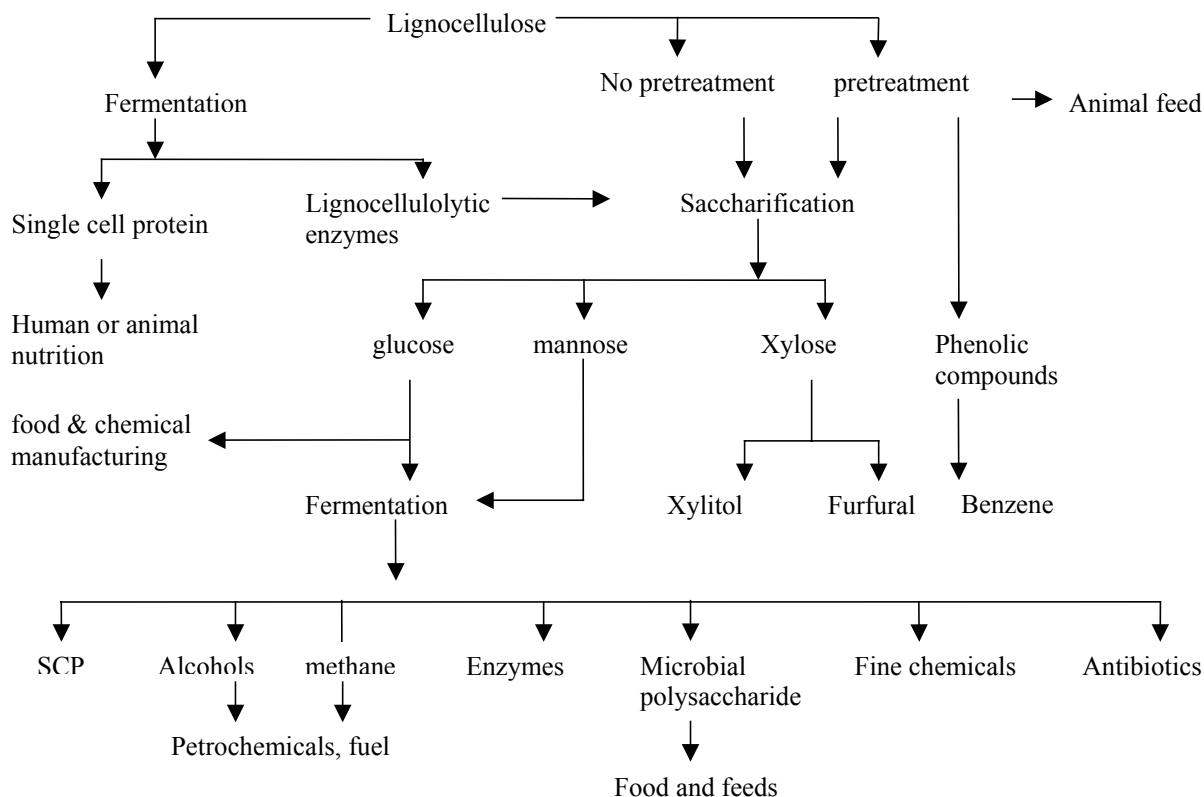 Lignocellulose
No pretreatment
pretreatment
Fermentation
Animal feed
Single cell protein
Lignocellulolytic
enzymes
Saccharification
Human or animal
nutrition
glucose
mannose
Xylose
Phenolic
compounds
food & chemical
manufacturing
Fermentation
Xylitol
Furfural
Benzene
SCP
Alcohols
methane
Enzymes
Microbial
polysaccharide
Fine chemicals
Antibiotics
Petrochemicals, fuel
Food and feeds